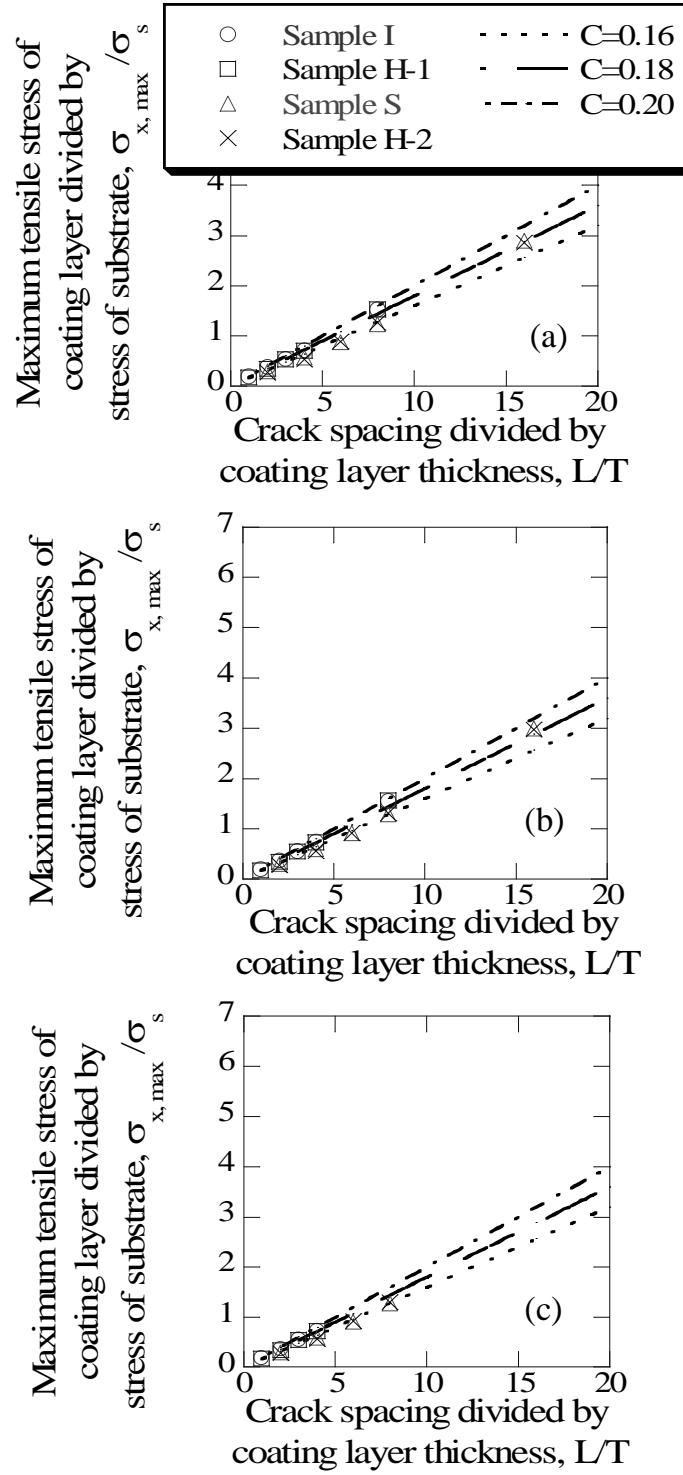 Sample I
Sample H-1
Sample S
Sample H-2
C=0.16
C=0.18
C=0.20
Maximum tensile stress of
coating layer divided by
stress of substrate, σx, max /σs
4
3
2
1
0
0 5 10 15 20
(a)
Crack spacing divided by
coating layer thickness, L/T
Maximum tensile stress of
coating layer divided by
stress of substrate, σx, max /σs
7
6
5
4
3
2
1
0
0 5 10 15 20
(b)
Crack spacing divided by
coating layer thickness, L/T
Maximum tensile stress of
coating layer divided by
stress of substrate, σx, max /σs
7
6
5
4
3
2
1
0
0 5 10 15 20
(c)
Crack spacing divided by
coating layer thickness, L/T